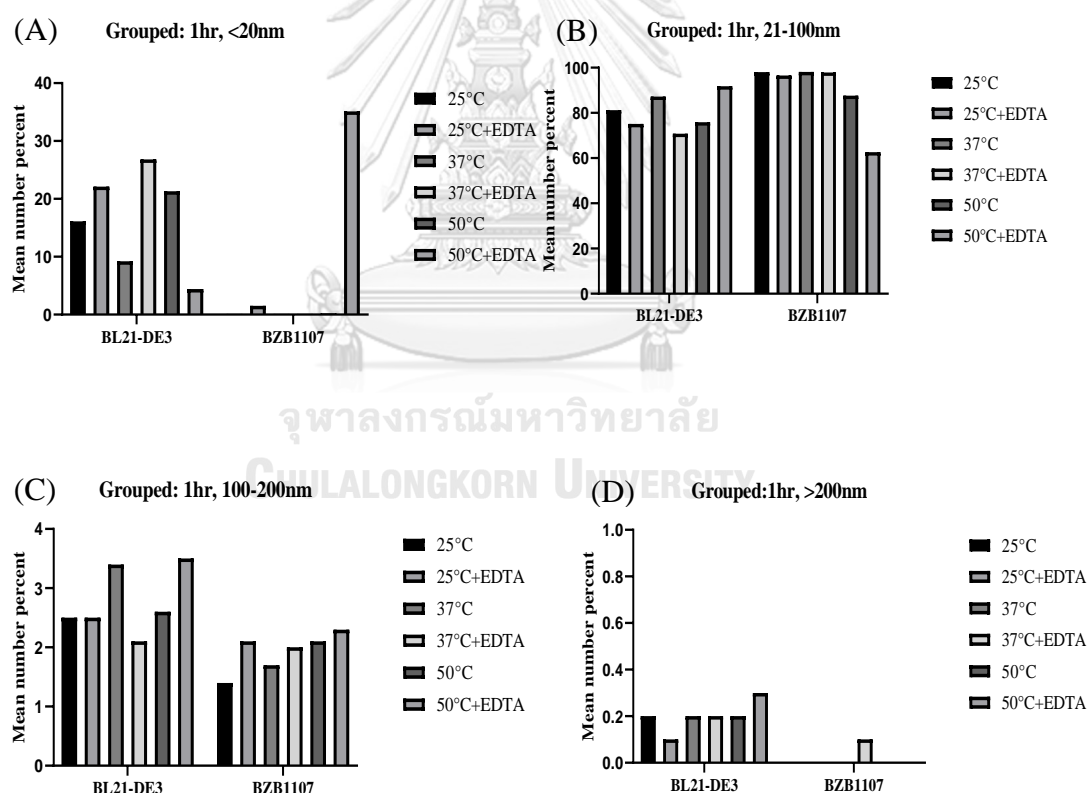 (A) Grouped: 1hr, <20nm
Mean number percent
40
30
20
10
0
BL21-DE3 BZB1107
25°C
25°C+EDTA
37°C
37°C+EDTA
50°C
50°C+EDTA
(B) Grouped: 1hr, 21-100nm
Mean number percent
100
80
60
40
20
0
BL21-DE3 BZB1107
25°C
25°C+EDTA
37°C
37°C+EDTA
50°C
50°C+EDTA
จุฬาลงกรณ์มหาวิทยาลัย
CHULALONGKORN UNIVERSITY
(C) Grouped: 1hr, 100-200nm
Mean number percent
4
3
2
1
0
BL21-DE3 BZB1107
25°C
25°C+EDTA
37°C
37°C+EDTA
50°C
50°C+EDTA
(D) Grouped:1hr, >200nm
Mean number percent
1.0
0.8
0.6
0.4
0.2
0.0
BL21-DE3 BZB1107
25°C
25°C+EDTA
37°C
37°C+EDTA
50°C
50°C+EDTA